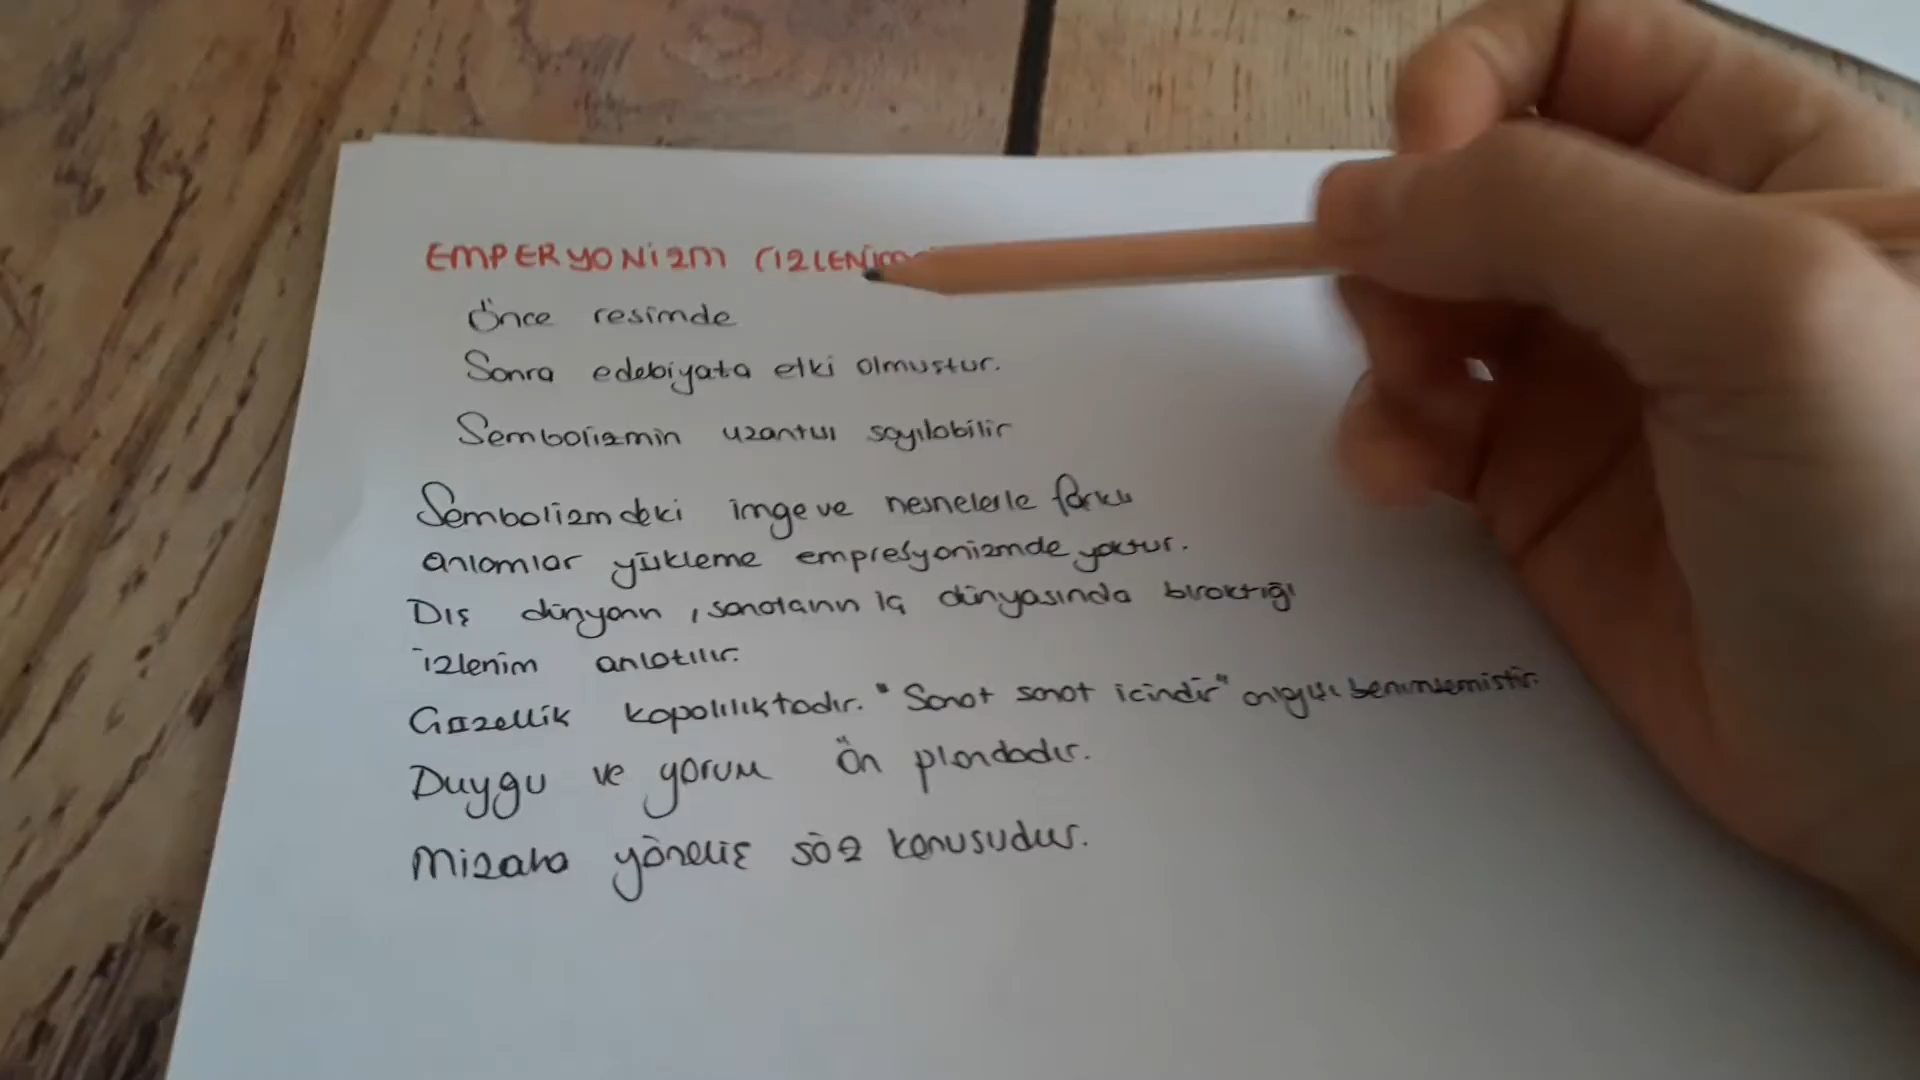 EMPERYONİZM (İZLENİM
Önce resimde
Sonra edebiyata etki olmuştur.
Sembolizmin uzantısı sayılabilir
Sembolizmdeki imge ve nesnelerle farklı
anlamlar yükleme empresyonizmde yoktur.
Dış dünyanın, sanatların iç dünyasında bıraktığı
izlenim anlatılır.
Güzellik kapalılıktadır. "Sanat sanat içindir" benimsemiştir.
Duygu ve yorum ön plandadır.
Mizaha yöneliş söz konusudur.